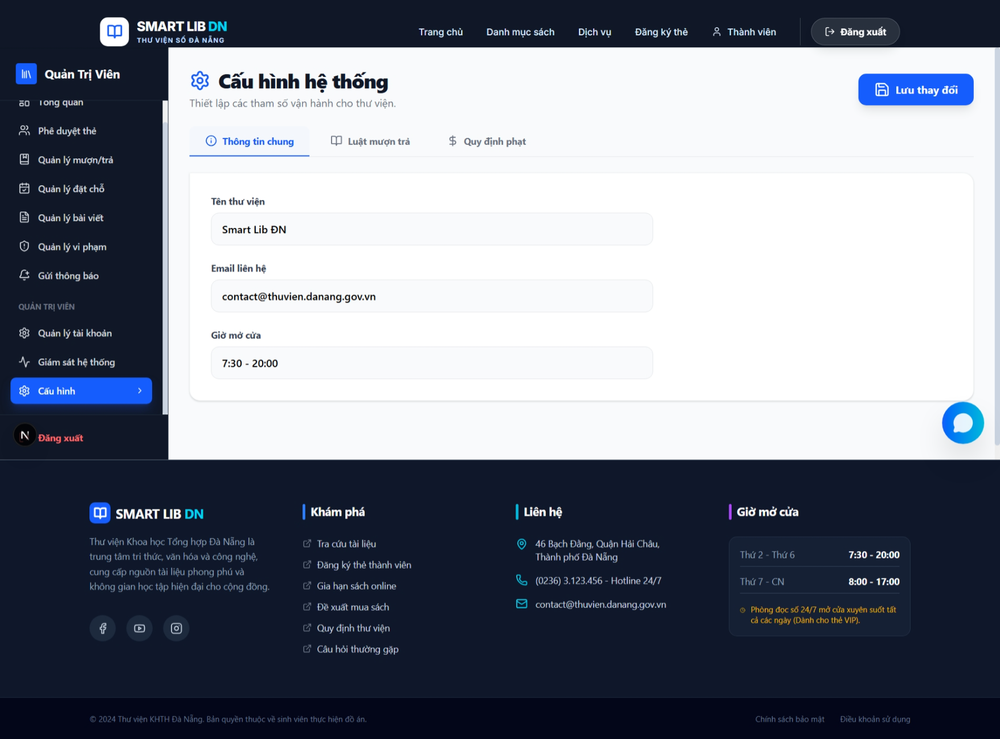 SMART LIB DN
THƯ VIỆN SỐ ĐÀ NẴNG
Trang chủ
Danh mục sách
Dịch vụ
Đăng ký thẻ
Thành viên
Đăng xuất
Quản Trị Viên
Tổng quan
Phê duyệt thẻ
Quản lý mượn/trả
Quản lý đặt chỗ
Quản lý bài viết
Quản lý vi phạm
Gửi thông báo
QUẢN TRỊ VIÊN
Quản lý tài khoản
Giám sát hệ thống
Cấu hình
N
Đăng xuất
Cấu hình hệ thống
Thiết lập các tham số vận hành cho thư viện.
Lưu thay đổi
Thông tin chung
Luật mượn trả
Quy định phạt
Tên thư viện
Smart Lib ĐN
Email liên hệ
contact@thuvien.danang.gov.vn
Giờ mở cửa
7:30 - 20:00
SMART LIB DN
Thư viện Khoa học Tổng hợp Đà Nẵng là
trung tâm tri thức, văn hóa và công nghệ,
cung cấp nguồn tài liệu phong phú và
không gian học tập hiện đại cho cộng đồng.
Khám phá
Tra cứu tài liệu
Đăng ký thẻ thành viên
Gia hạn sách online
Đề xuất mua sách
Quy định thư viện
Câu hỏi thường gặp
Liên hệ
46 Bạch Đằng, Quận Hải Châu,
Thành phố Đà Nẵng
(0236) 3.123.456 - Hotline 24/7
contact@thuvien.danang.gov.vn
Giờ mở cửa
Thứ 2 - Thứ 6 7:30 - 20:00
Thứ 7 - CN 8:00 - 17:00
Phòng đọc số 24/7 mở cửa xuyên suốt tất
cả các ngày (Dành cho thẻ VIP).
© 2024 Thư viện KHTH Đà Nẵng. Bản quyền thuộc về sinh viên thực hiện đồ án.
Chính sách bảo mật
Điều khoản sử dụng